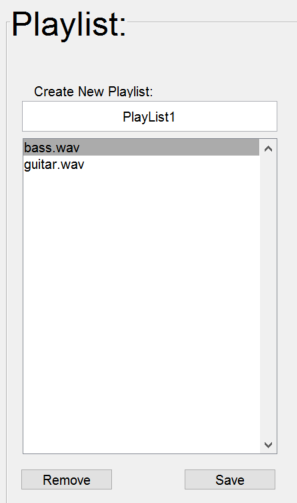 Playlist:
Create New Playlist:
PlayList1
bass.wav
guitar.wav
Remove
Save